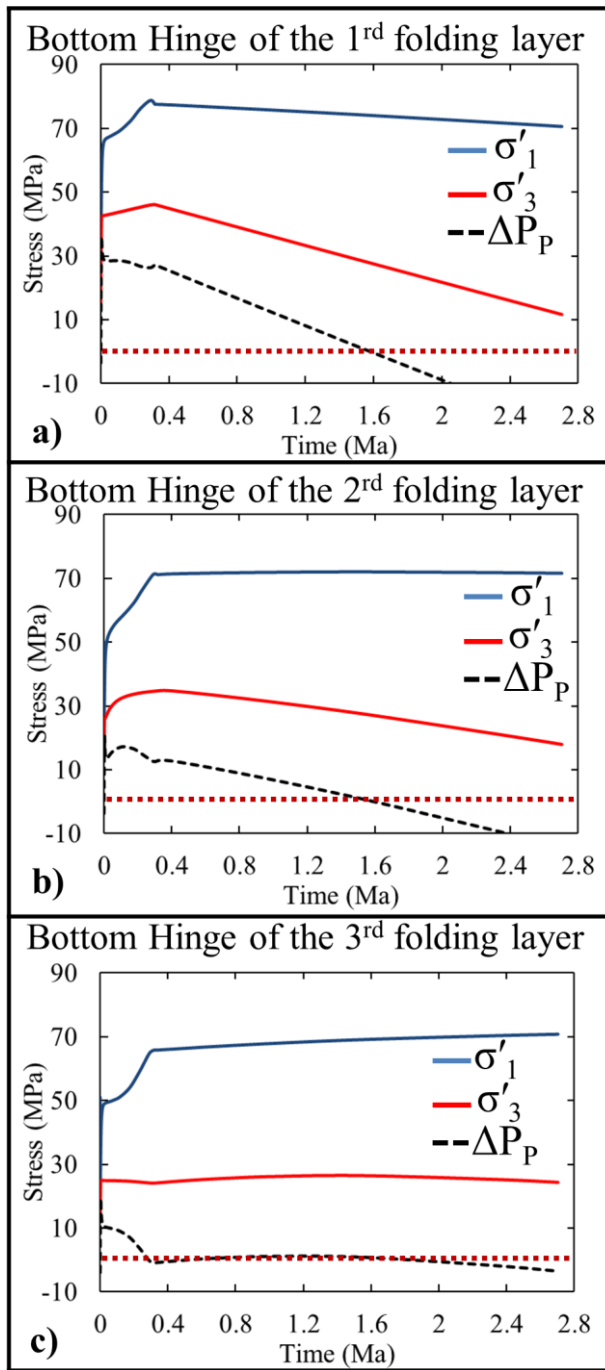 Bottom Hinge of the 1rd folding layer
90
70
50
30
10
-10
Stress (MPa)
σ′1
σ′3
ΔPP
0 0.4 0.8 1.2 1.6 2 2.4 2.8
Time (Ma)
a)
Bottom Hinge of the 2rd folding layer
90
70
50
30
10
-10
Stress (MPa)
σ′1
σ′3
ΔPP
0 0.4 0.8 1.2 1.6 2 2.4 2.8
Time (Ma)
b)
Bottom Hinge of the 3rd folding layer
90
70
50
30
10
-10
Stress (MPa)
σ′1
σ′3
ΔPP
0 0.4 0.8 1.2 1.6 2 2.4 2.8
Time (Ma)
c)